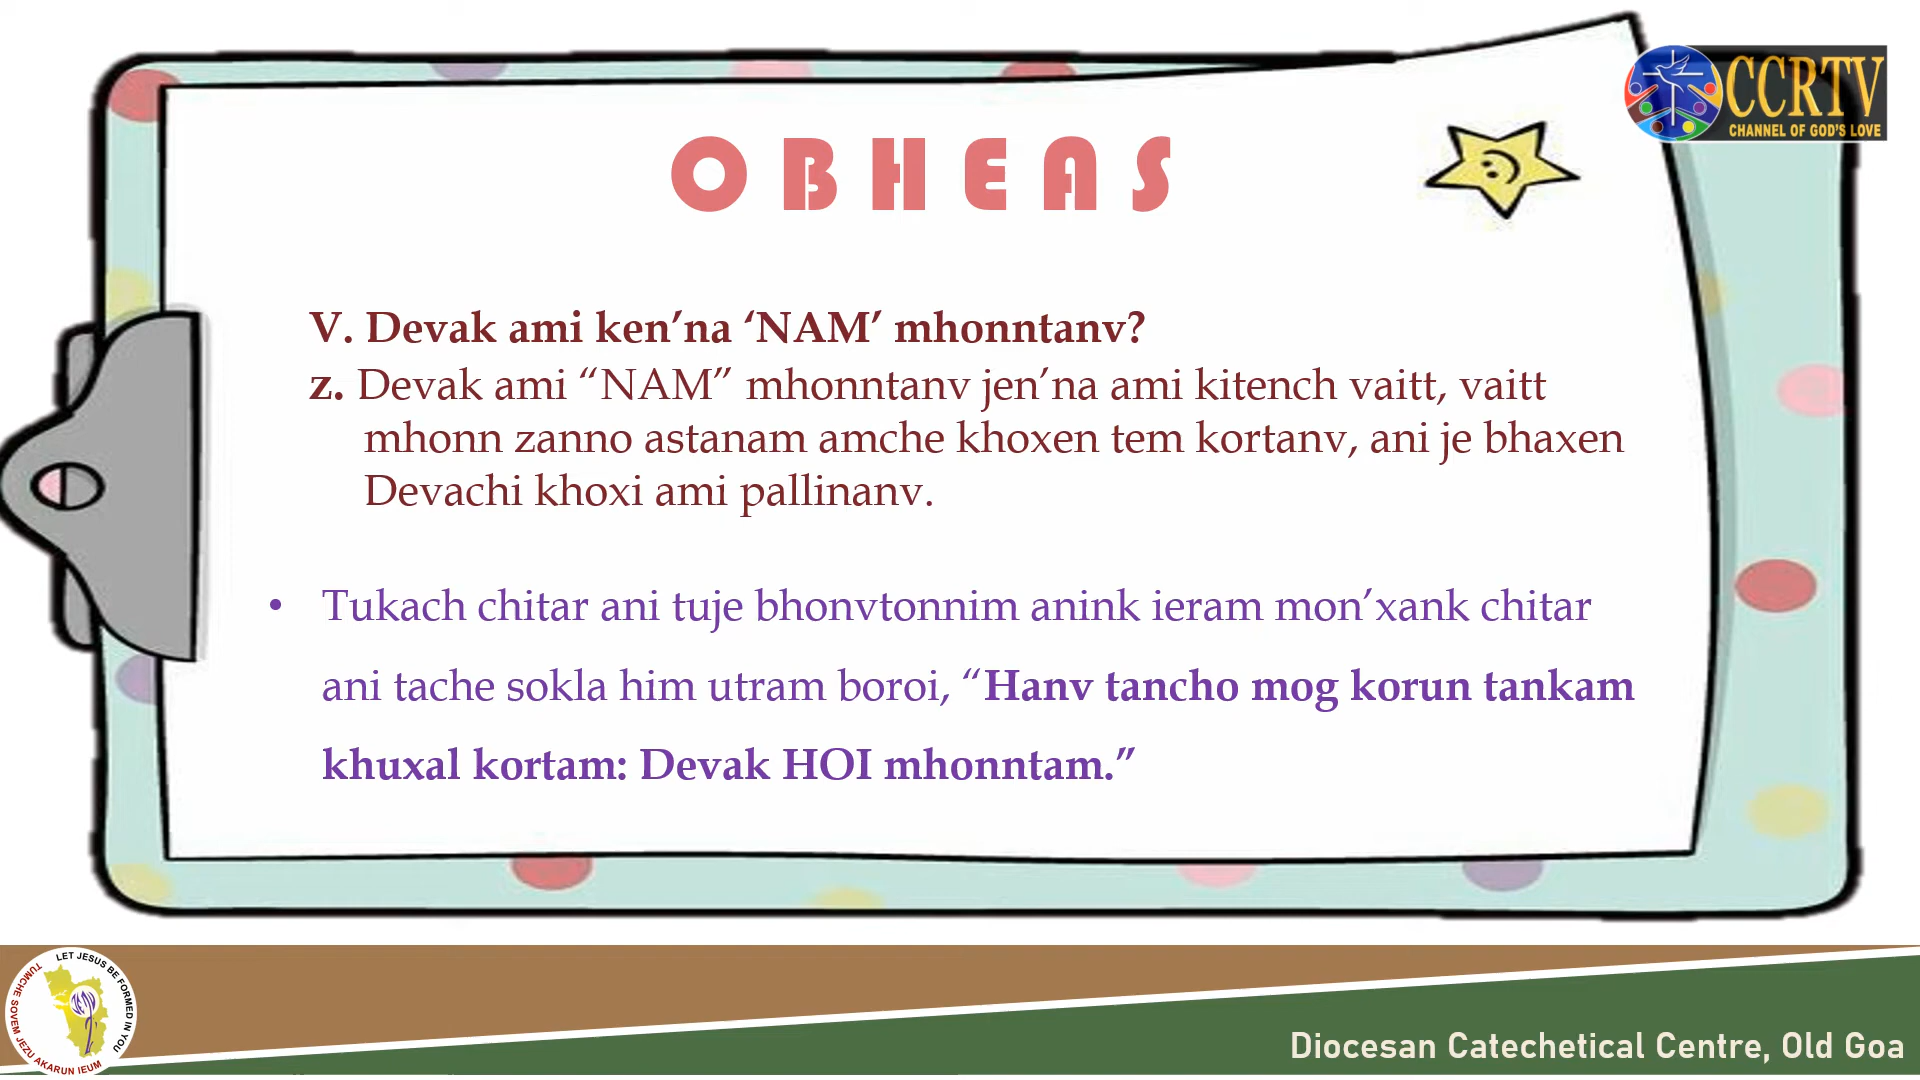 CCRTV
CHANNEL OF GOD'S LOVE
O B H E A S
V. Devak ami ken’na ‘NAM’ mhonntanv?
z. Devak ami “NAM” mhonntanv jen’na ami kitench vaitt, vaitt
mhonn zanno astanam amche khoxen tem kortanv, ani je bhaxen
Devachi khoxi ami pallinanv.
• Tukach chitar ani tuje bhonvtonnim anink ieram mon’xank chitar
ani tache sokla him utram boroi, “Hanv tancho mog korun tankam
khuxal kortam: Devak HOI mhonntam.”
LET JESUS BE FORMED IN YOU
TUMCHE SOVEM JEZU AKARUN IEUM
Diocesan Catechetical Centre, Old Goa